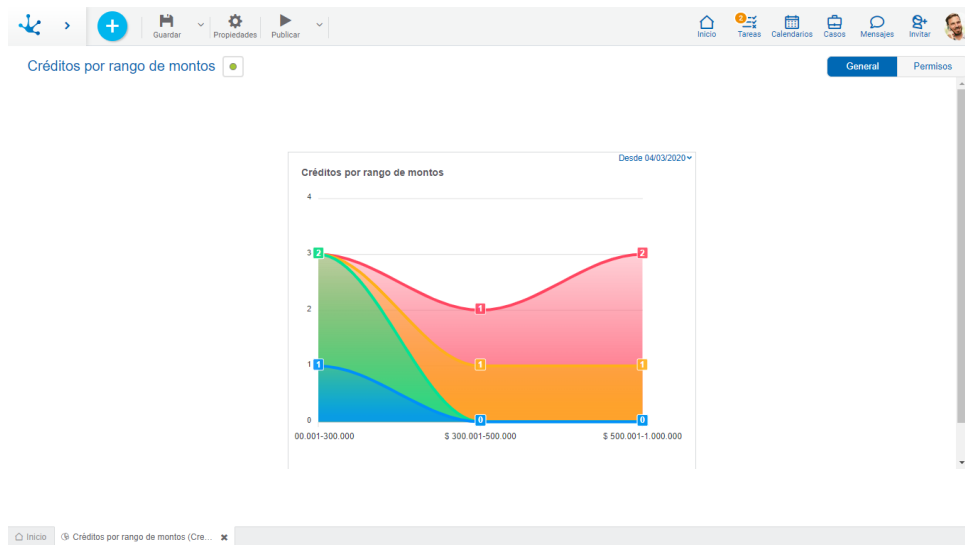 Guardar
Propiedades
Publicar
Inicio
2
Tareas
Calendarios
Casos
Mensajes
Invitar
Créditos por rango de montos
General
Permisos
Desde 04/03/2020
Créditos por rango de montos
4
3
2
2
2
1
1
1
1
1
0
0
0
00.001-300.000
$ 300.001-500.000
$ 500.001-1.000.000
Inicio
Créditos por rango de montos (Cre...